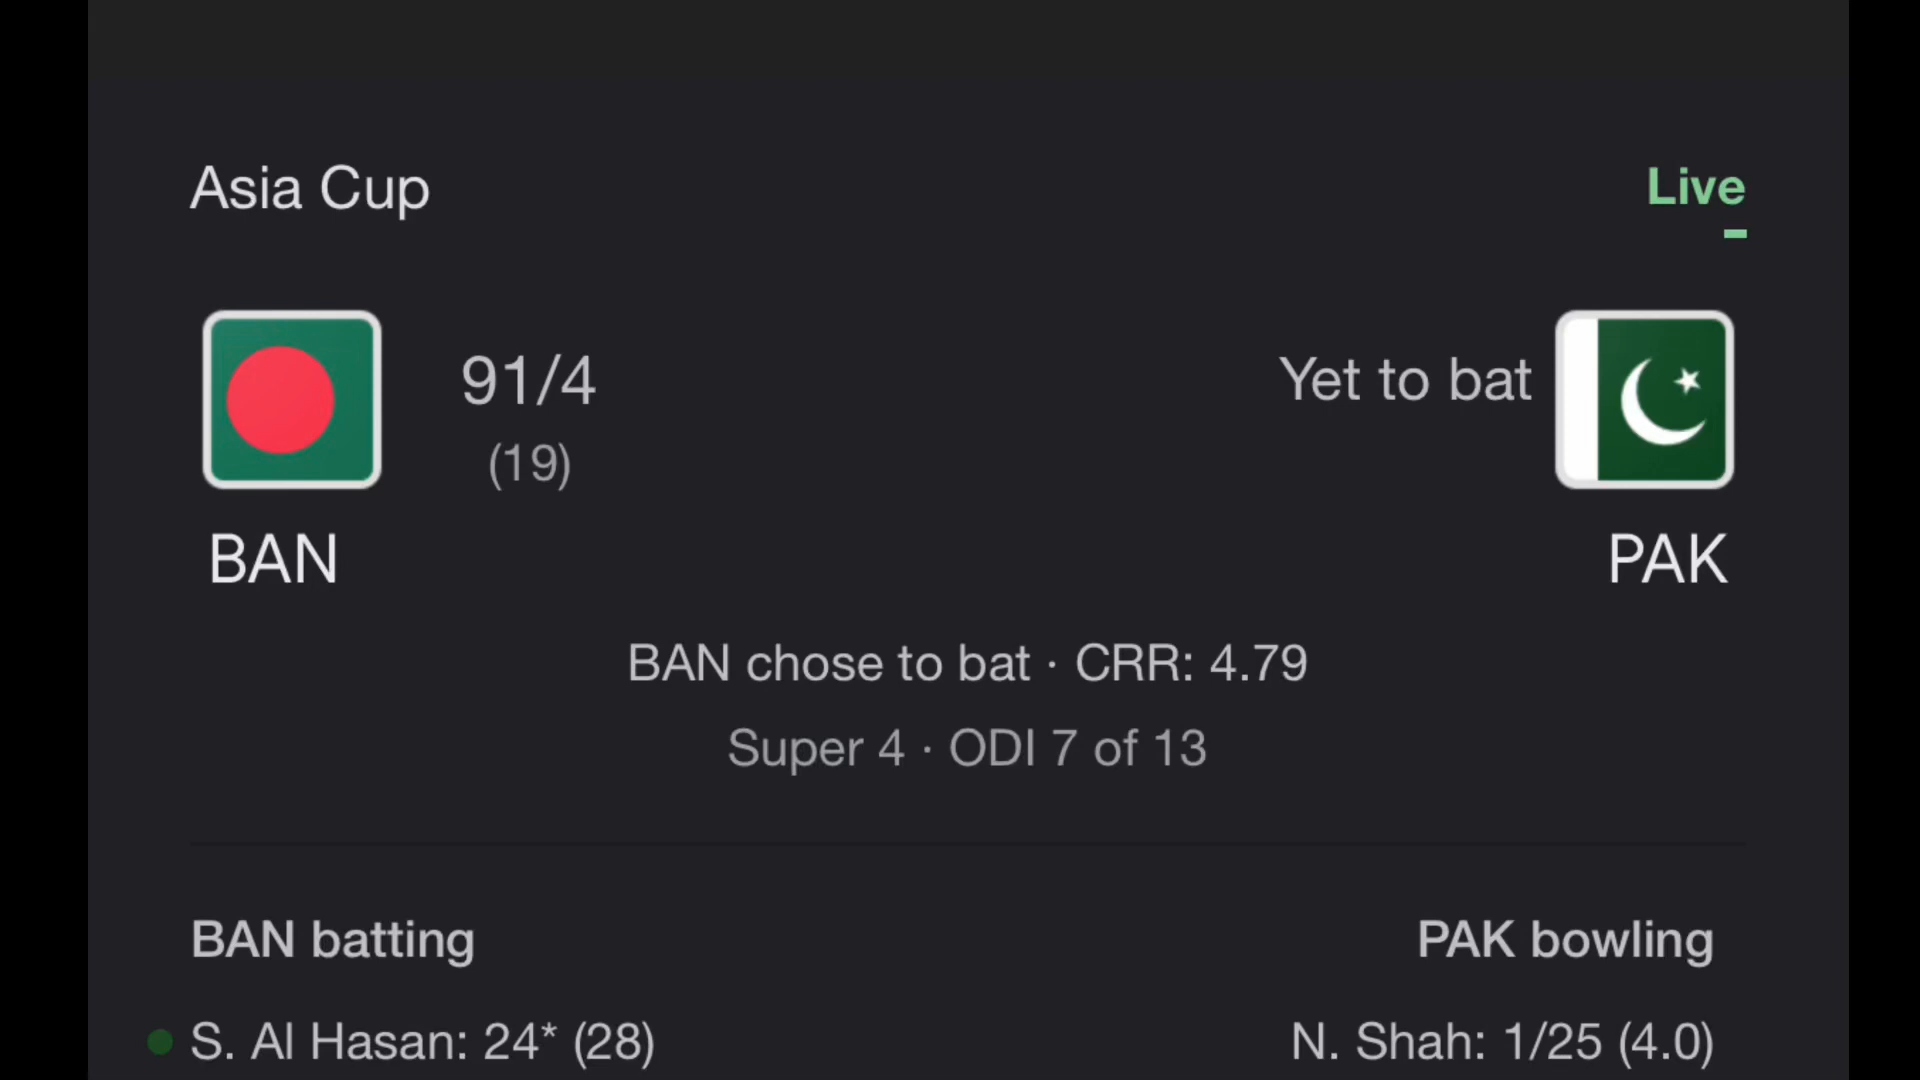 Asia Cup
Live
91/4
Yet to bat
(19)
BAN
PAK
BAN chose to bat · CRR: 4.79
Super 4 · ODI 7 of 13
BAN batting
PAK bowling
S. Al Hasan: 24* (28)
N. Shah: 1/25 (4.0)